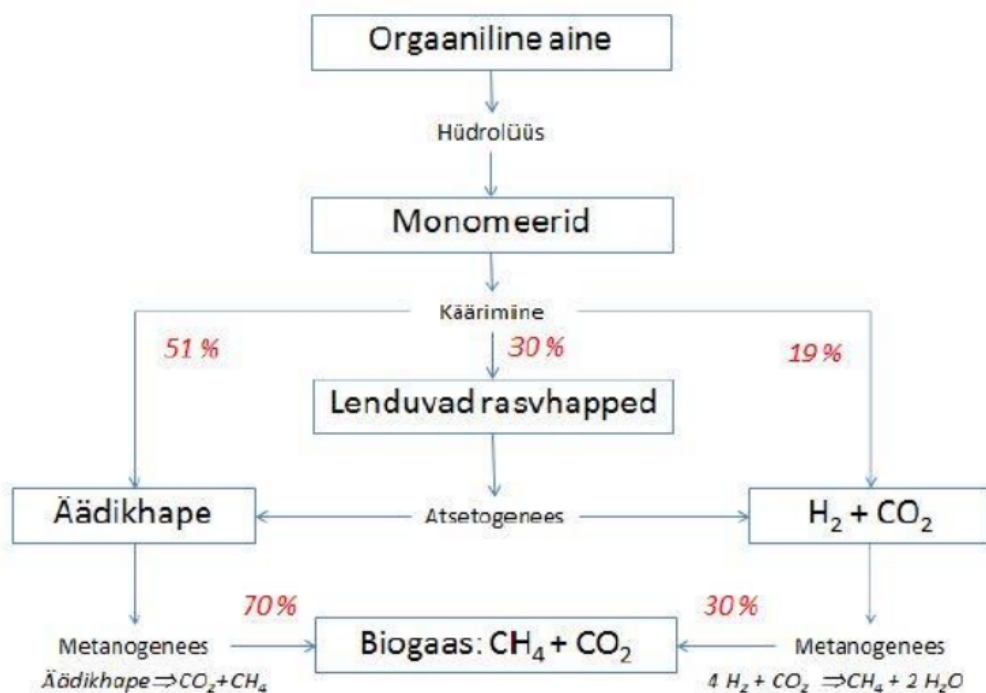 Orgaaniline aine
Hüdrolüüs
Monomeerid
Käärimine
51 %
30 %
19 %
Lenduvad rasvhapped
Äädikhape
Atsetogenees
H₂ + CO₂
70 %
30 %
Metanogenees
Biogaas: CH₄ + CO₂
Metanogenees
Äädikhape ⇒ CO₂+CH₄
4 H₂ + CO₂ ⇒ CH₄ + 2 H₂O